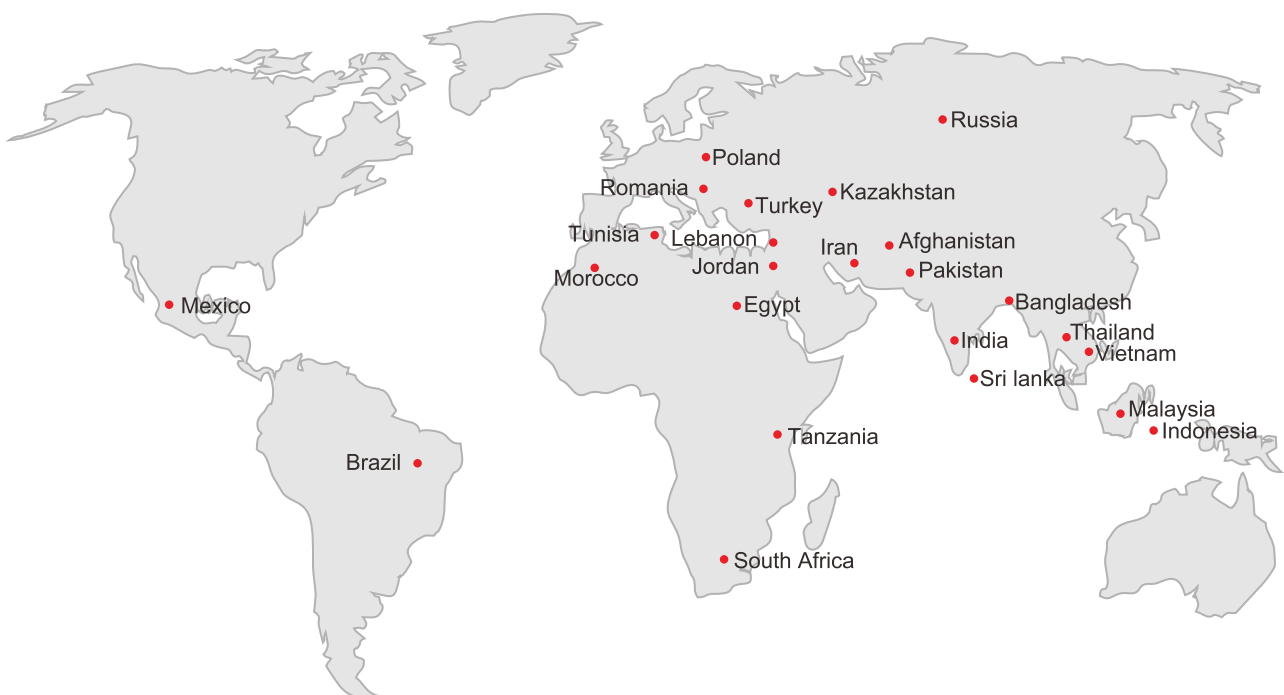 Russia
Poland
Romania
Kazakhstan
Turkey
Tunisia
Lebanon
Iran
Afghanistan
Jordan
Pakistan
Morocco
Mexico
Egypt
Bangladesh
Thailand
India
Vietnam
Sri lanka
Malaysia
Indonesia
Tanzania
Brazil
South Africa